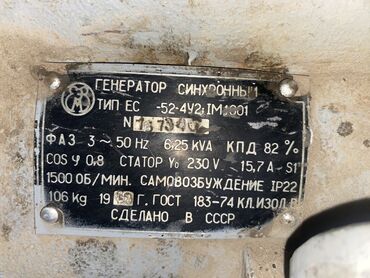 ГЕНЕРАТОР СИНХРОННЫЙ
ТИП ЕС -52-4У2; IM1001
N
ФАЗ 3~50 Hz 6,25 KVA КПД 82 %
COS φ 0,8 СТАТОР Y₀ 230 V. 15,7 A - S1
1500 ОБ/МИН. САМОВОЗБУЖДЕНИЕ IP22
106 Kg 19 Г. ГОСТ 183-74 КЛ.ИЗОЛ.В
СДЕЛАНО В СССР